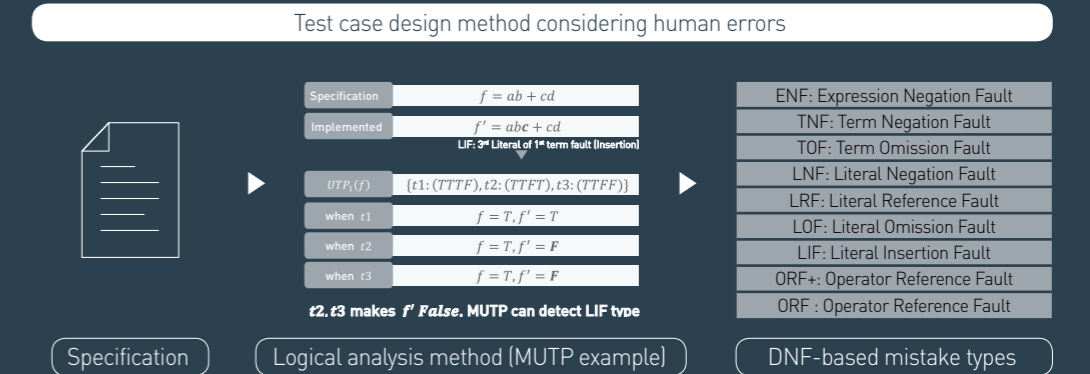 Test case design method considering human errors
Specification f = ab + cd
Implemented f′ = abc + cd
LIF: 3rd Literal of 1st term fault (Insertion)
UTP₁(f) {t1: (TTTF), t2: (TTFT), t3: (TTFF)}
when t1 f = T, f′ = T
when t2 f = T, f′ = F
when t3 f = T, f′ = F
t2, t3 makes f′ False. MUTP can detect LIF type
ENF: Expression Negation Fault
TNF: Term Negation Fault
TOF: Term Omission Fault
LNF: Literal Negation Fault
LRF: Literal Reference Fault
LOF: Literal Omission Fault
LIF: Literal Insertion Fault
ORF+: Operator Reference Fault
ORF : Operator Reference Fault
Specification
Logical analysis method (MUTP example)
DNF-based mistake types